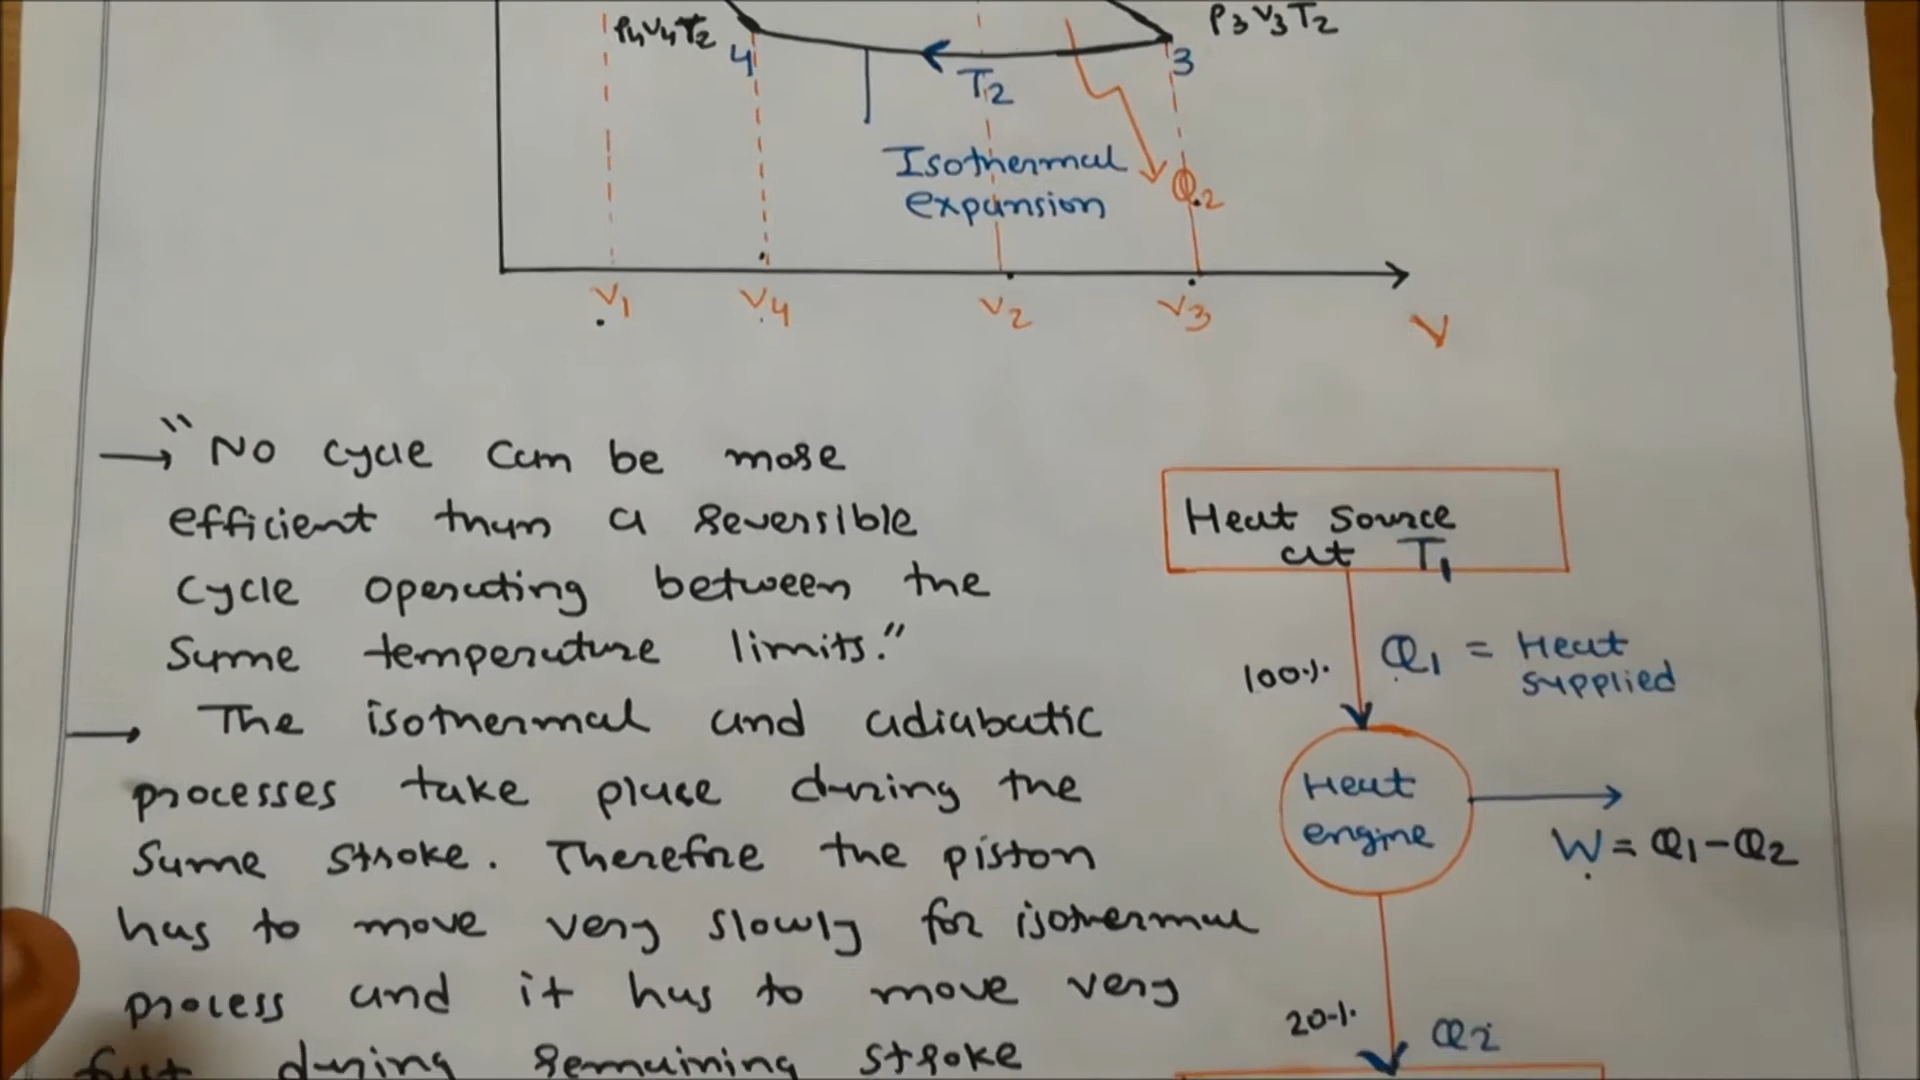 P4V4T2
P3V3T2
4
3
T2
Isothermal
expansion
Q2
V1
V4
V2
V3
V
→ "No cycle can be more
efficient than a reversible
cycle operating between the
same temperature limits."
→ The isothermal and adiabatic
processes take place during the
same stroke. Therefore the piston
has to move very slowly for isothermal
process and it has to move very
fast during remaining stroke
Heat source
at T1
100%
Q1 = Heat
supplied
Heat
engine
W = Q1-Q2
20%
Q2